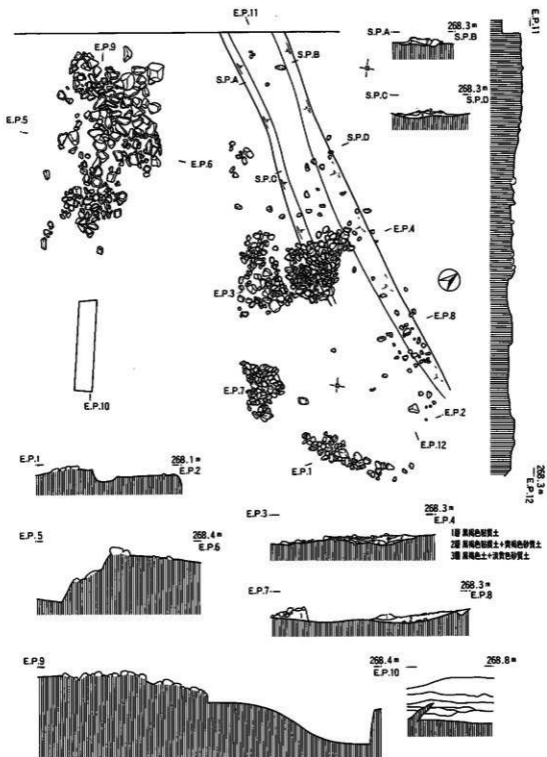 E.P.11
S.P.A 268.3m
S.P.B
E.P.11
E.P.9
S.P.B
S.P.A
S.P.C 268.3m
S.P.D
E.P.5
E.P.6
S.P.D
S.P.C
E.P.4
E.P.3
E.P.8
E.P.7
E.P.10
E.P.2
E.P.12
E.P.1
E.P.1 268.1m
E.P.2
268.3m
E.P.12
E.P.3 268.3m
E.P.4
1層 黒褐色粘質土
2層 黒褐色粘質土+黄褐色砂質土
3層 黒褐色土+淡黄色砂質土
E.P.5 268.4m
E.P.6
E.P.7 268.3m
E.P.8
E.P.9 268.4m 268.8m
E.P.10